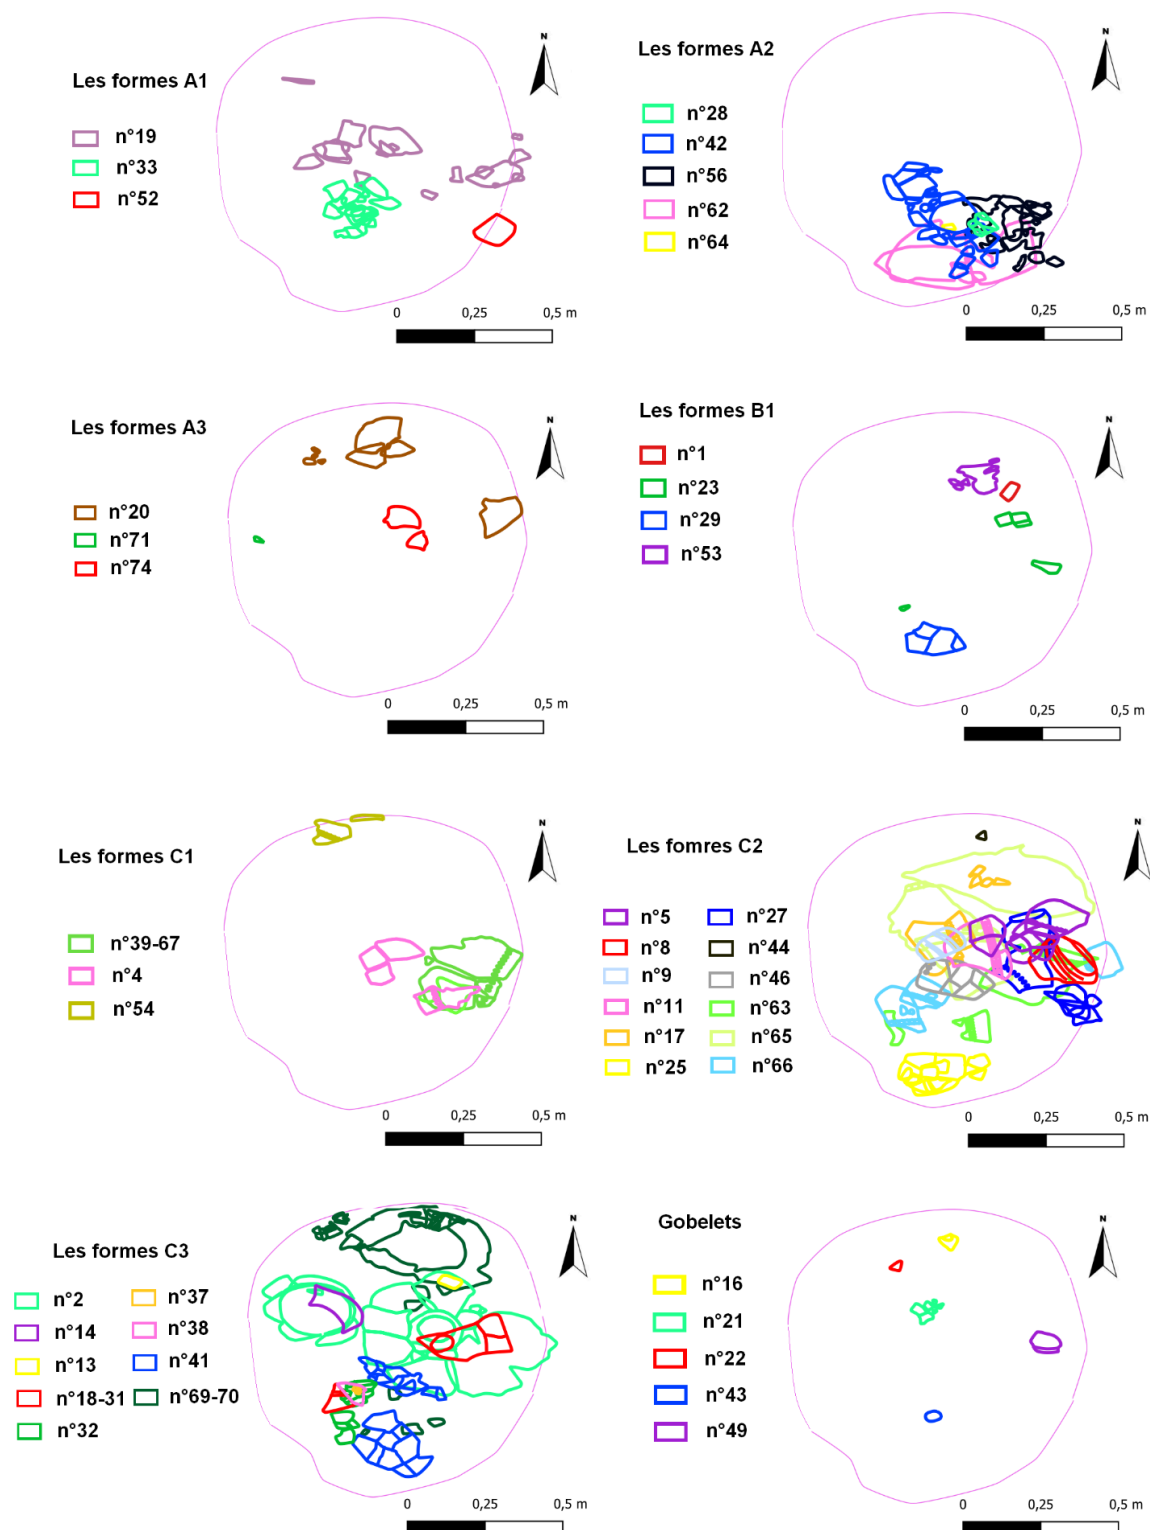 Les formes A1
n°19
n°33
n°52
N
0 0,25 0,5 m
Les formes A2
n°28
n°42
n°56
n°62
n°64
N
0 0,25 0,5 m
Les formes A3
n°20
n°71
n°74
N
0 0,25 0,5 m
Les formes B1
n°1
n°23
n°29
n°53
N
0 0,25 0,5 m
Les formes C1
n°39-67
n°4
n°54
N
0 0,25 0,5 m
Les fomres C2
n°5 n°27
n°8 n°44
n°9 n°46
n°11 n°63
n°17 n°65
n°25 n°66
N
0 0,25 0,5 m
Les formes C3
n°2 n°37
n°14 n°38
n°13 n°41
n°18-31 n°69-70
n°32
N
0 0,25 0,5 m
Gobelets
n°16
n°21
n°22
n°43
n°49
N
0 0,25 0,5 m